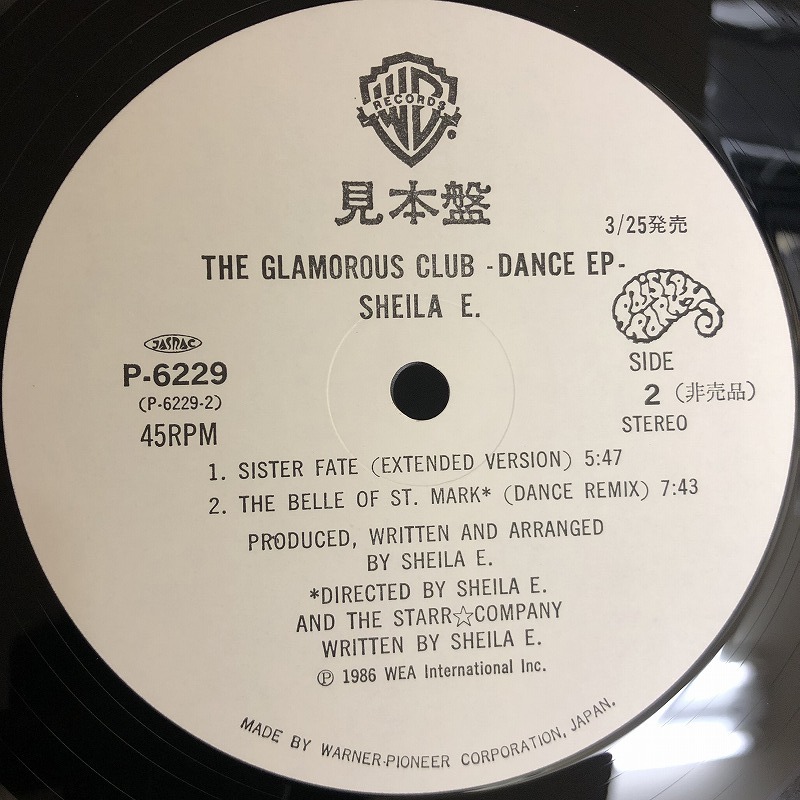 WB RECORDS ®
見本盤
3/25発売
THE GLAMOROUS CLUB -DANCE EP-
SHEILA E.
PAISLEY PARK
JASRAC
P-6229
(P-6229-2)
45RPM
SIDE
2 (非売品)
STEREO
1. SISTER FATE (EXTENDED VERSION) 5:47
2. THE BELLE OF ST. MARK* (DANCE REMIX) 7:43
PRODUCED, WRITTEN AND ARRANGED
BY SHEILA E.
*DIRECTED BY SHEILA E.
AND THE STARR☆COMPANY
WRITTEN BY SHEILA E.
Ⓟ 1986 WEA International Inc.
MADE BY WARNER-PIONEER CORPORATION, JAPAN.